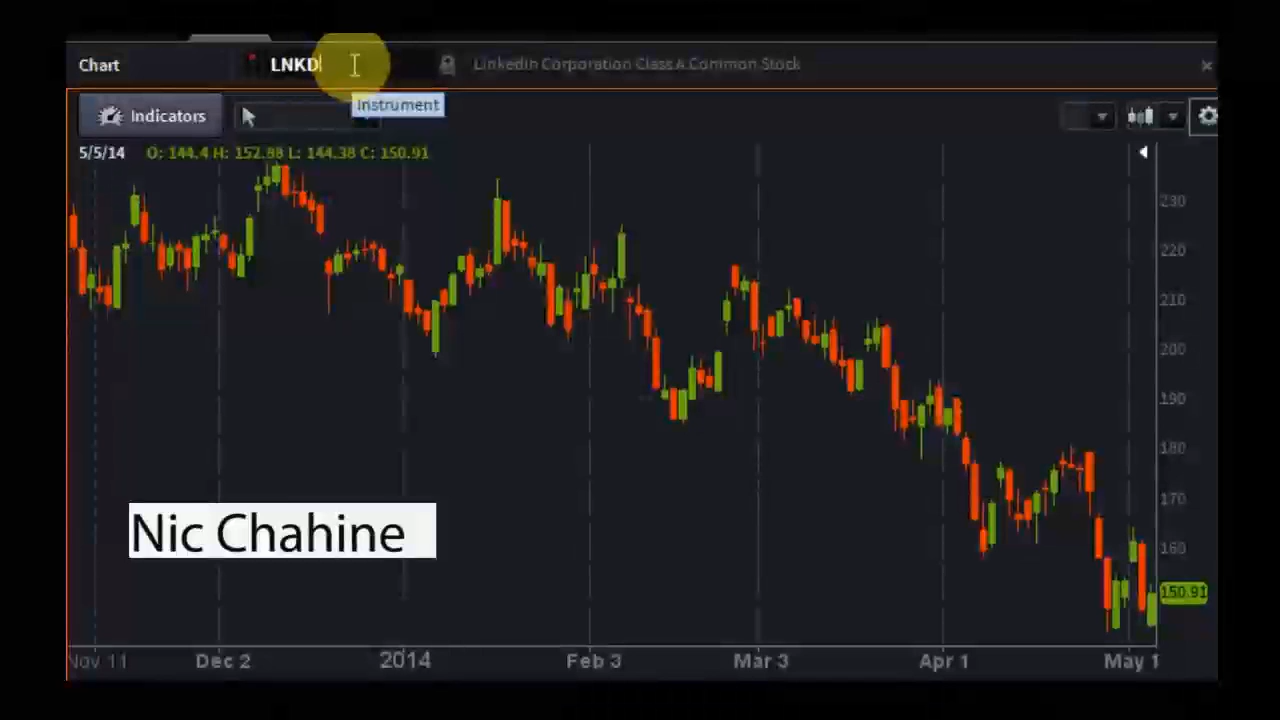 Chart LNKD LinkedIn Corporation Class A Common Stock
Instrument
Indicators
5/5/14 O: 144.4 H: 152.88 L: 144.38 C: 150.91
230
220
210
200
190
180
170
160
150.91
Nic Chahine
Nov 11 Dec 2 2014 Feb 3 Mar 3 Apr 1 May 1